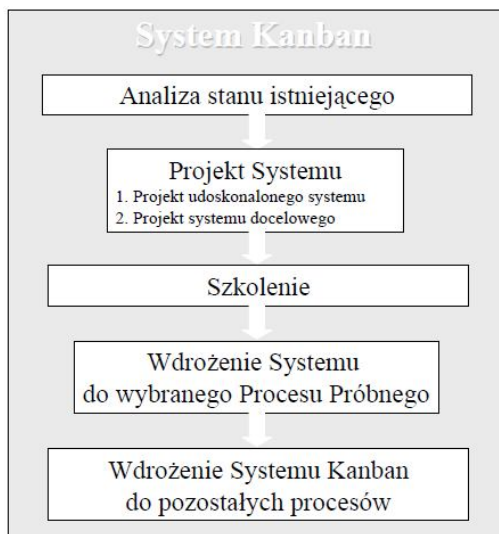 System Kanban
Analiza stanu istniejącego
Projekt Systemu
1. Projekt udoskonalonego systemu
2. Projekt systemu docelowego
Szkolenie
Wdrożenie Systemu
do wybranego Procesu Próbnego
Wdrożenie Systemu Kanban
do pozostałych procesów